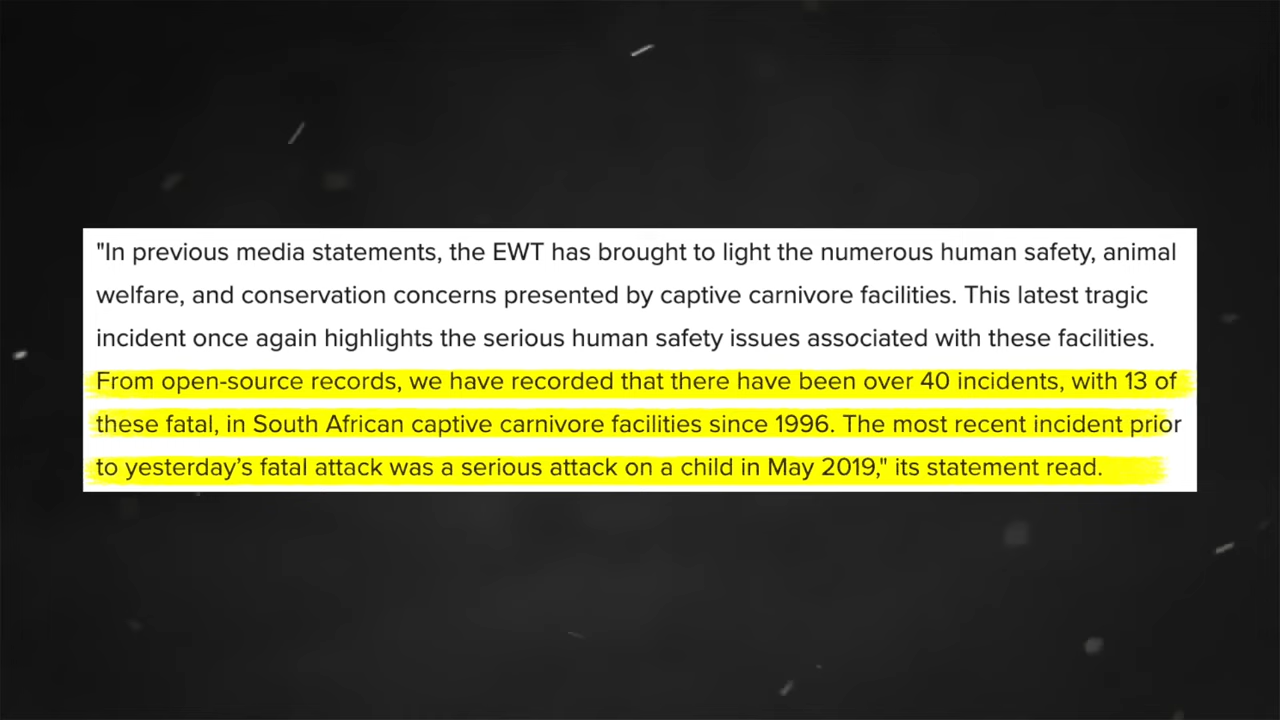 "In previous media statements, the EWT has brought to light the numerous human safety, animal
welfare, and conservation concerns presented by captive carnivore facilities. This latest tragic
incident once again highlights the serious human safety issues associated with these facilities.
From open-source records, we have recorded that there have been over 40 incidents, with 13 of
these fatal, in South African captive carnivore facilities since 1996. The most recent incident prior
to yesterday’s fatal attack was a serious attack on a child in May 2019," its statement read.